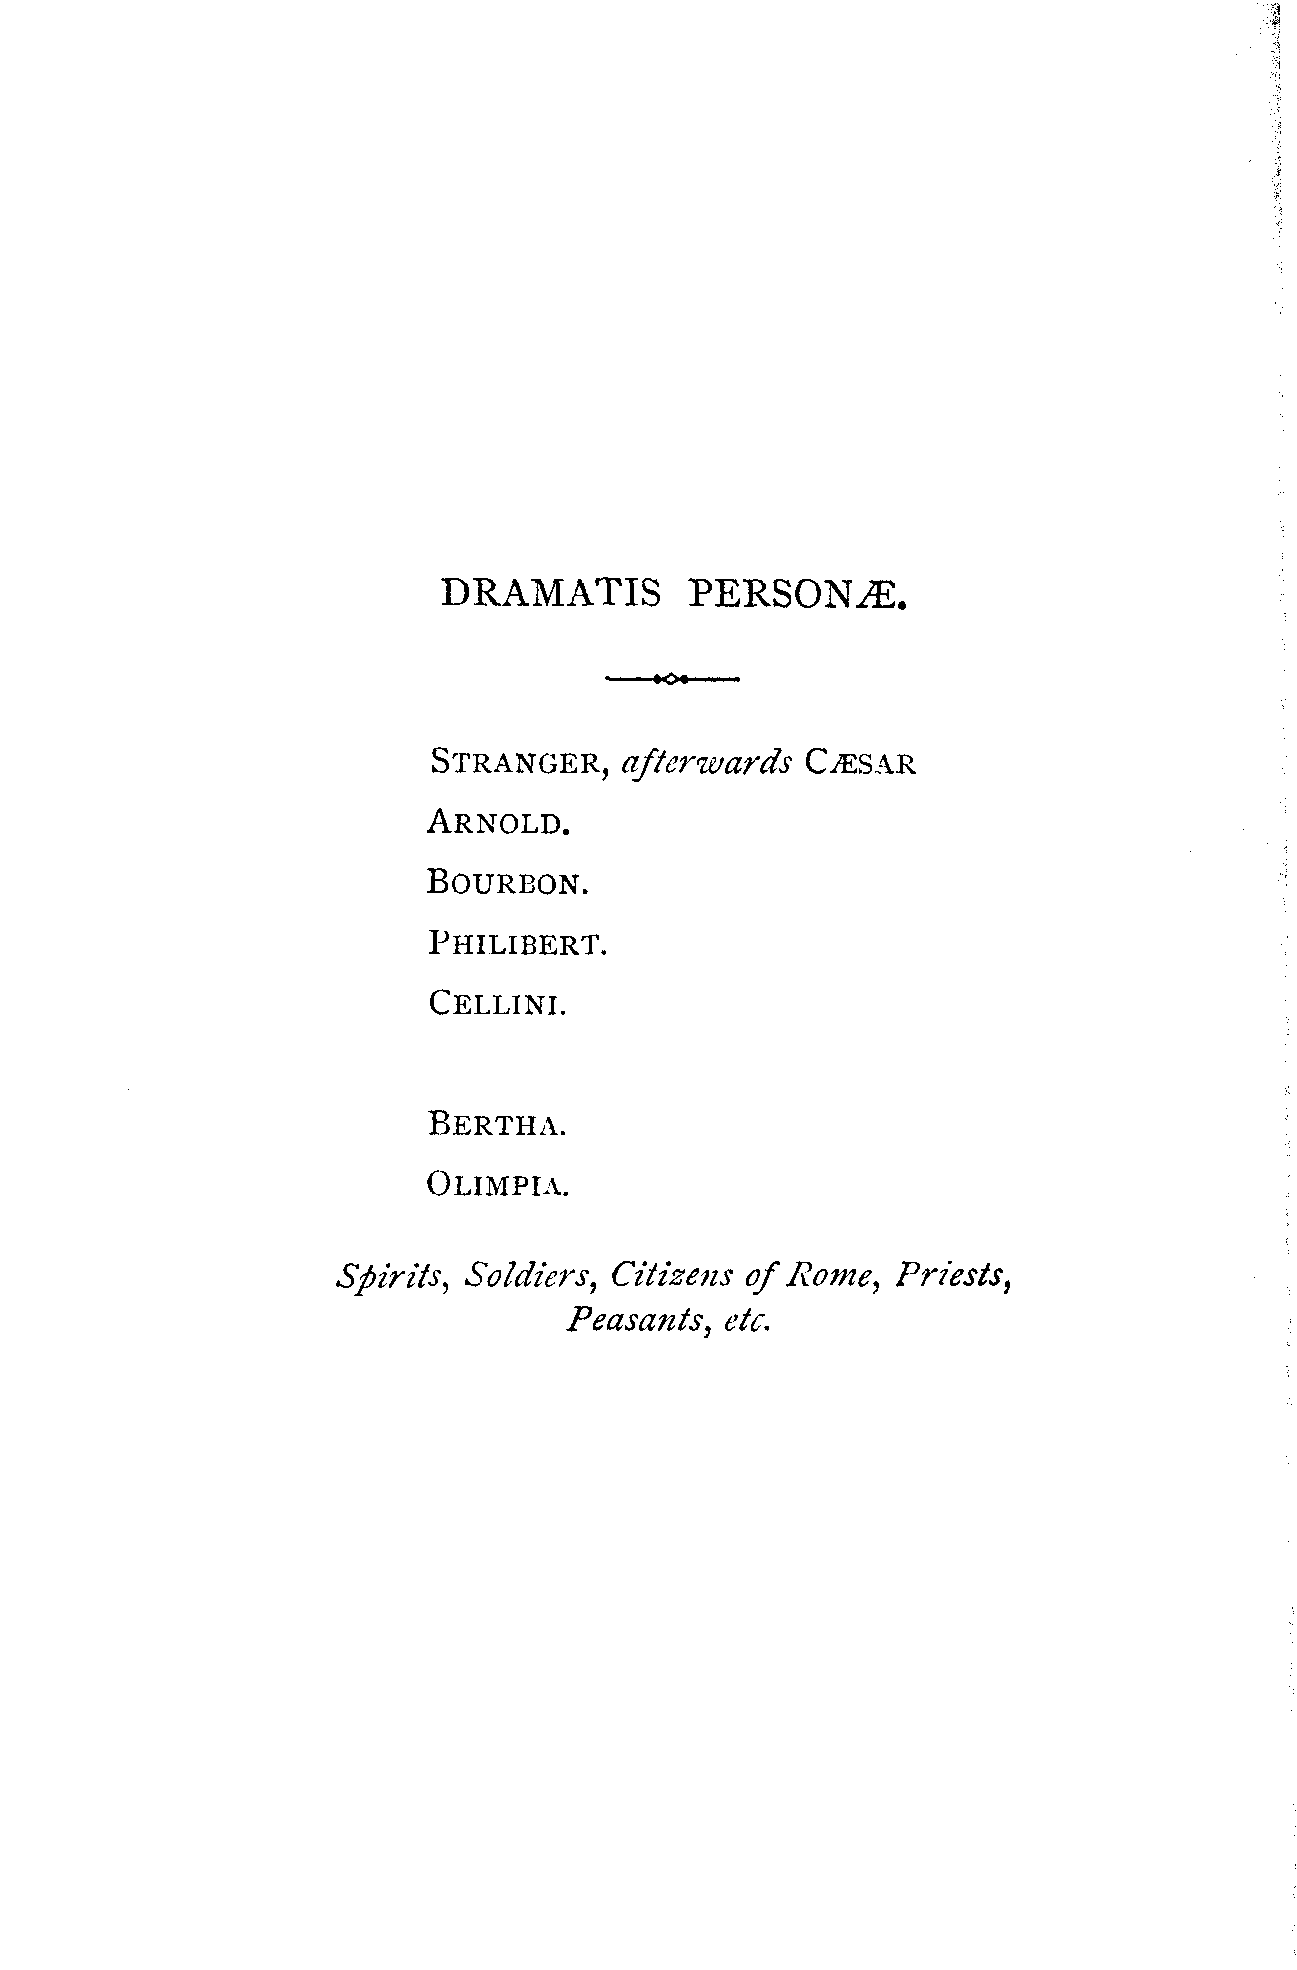 DRAMATIS PERSONÆ.
STRANGER, afterwards CÆSAR
ARNOLD.
BOURBON.
PHILIBERT.
CELLINI.
BERTHA.
OLIMPIA.
Spirits, Soldiers, Citizens of Rome, Priests,
Peasants, etc.